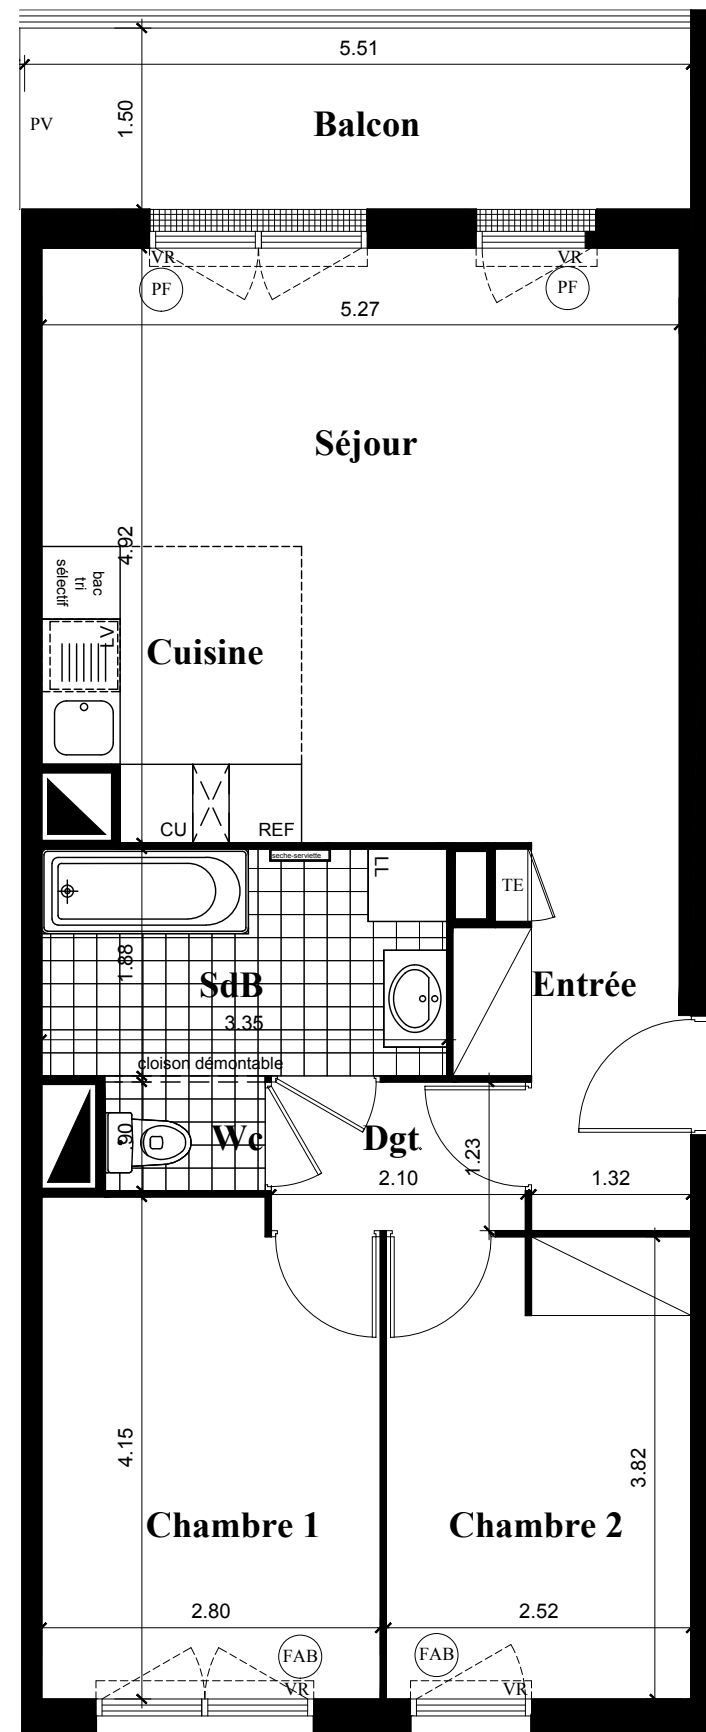 5.51
1.50
PV
Balcon
VR
VR
PF
PF
5.27
Séjour
4.92
bac
tri
sélectif
LV
Cuisine
CU
REF
seche-serviette
LL
TE
1.88
SdB
Entrée
3.35
cloison démontable
.90
Wc
Dgt
1.23
2.10
1.32
4.15
3.82
Chambre 1
Chambre 2
2.80
2.52
FAB
FAB
VR
VR